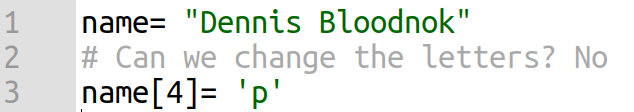 1 name= "Dennis Bloodnok"
2 # Can we change the letters? No
3 name[4]= 'p'